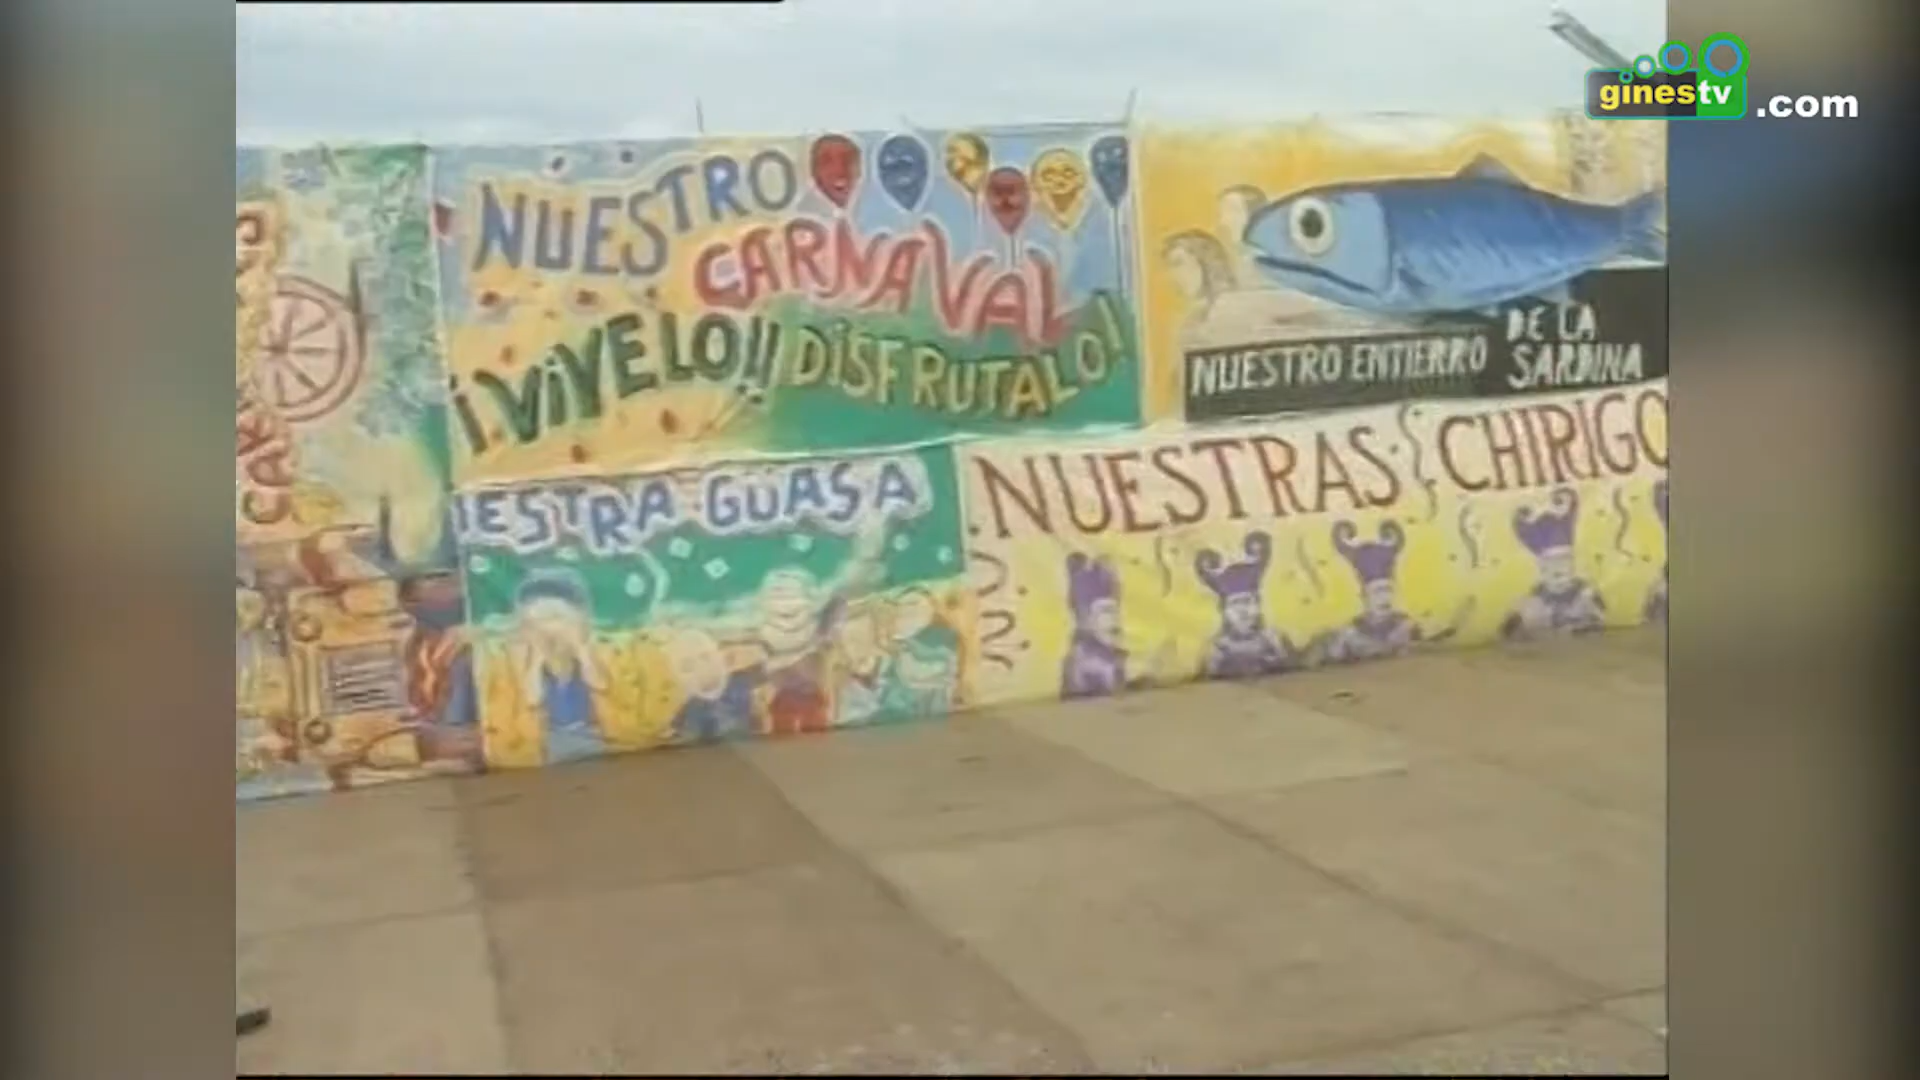 ginestv.com
NUESTRO
CARNAVAL
¡VIVELO!! DISFRUTALO!
NUESTRO ENTIERRO
DE LA
SARDINA
ESTRA GUASA
NUESTRAS CHIRIGO